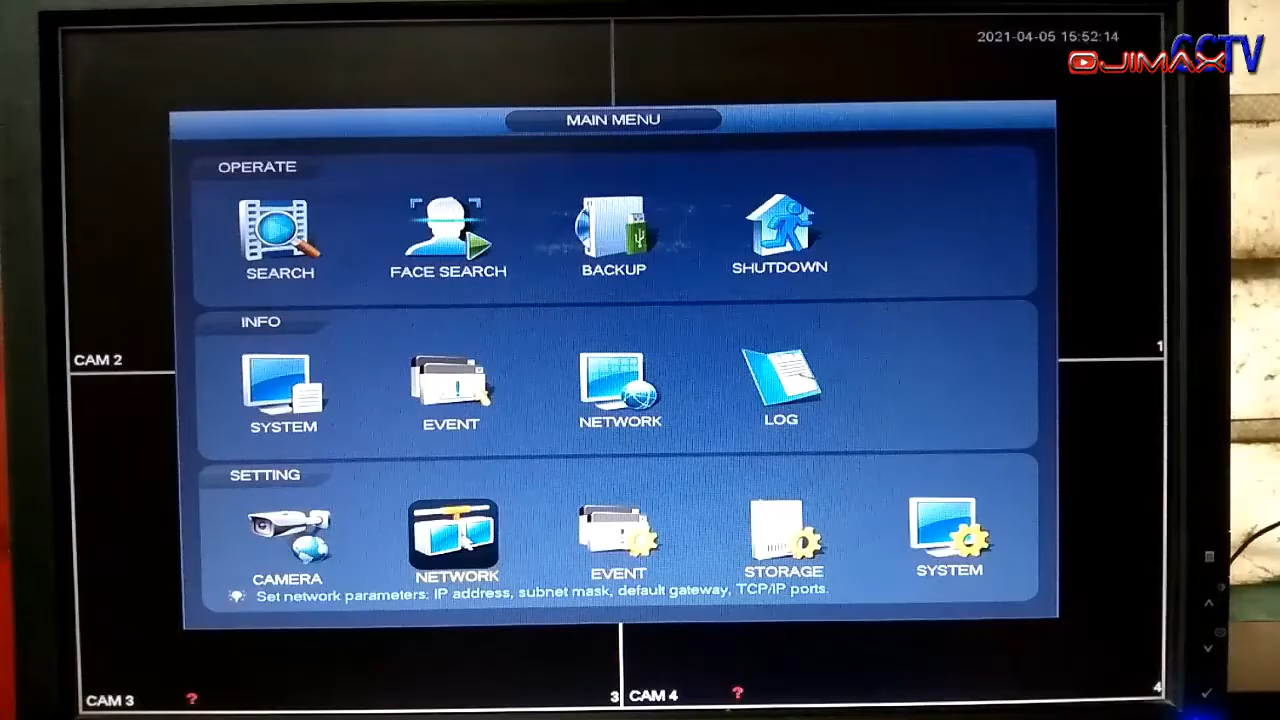 2021-04-05 15:52:14
OJIMAX CCTV
MAIN MENU
OPERATE
SEARCH
FACE SEARCH
BACKUP
SHUTDOWN
INFO
CAM 2
1
SYSTEM
EVENT
NETWORK
LOG
SETTING
CAMERA
NETWORK
EVENT
STORAGE
SYSTEM
Set network parameters: IP address, subnet mask, default gateway, TCP/IP ports.
CAM 3
?
3
CAM 4
?
4